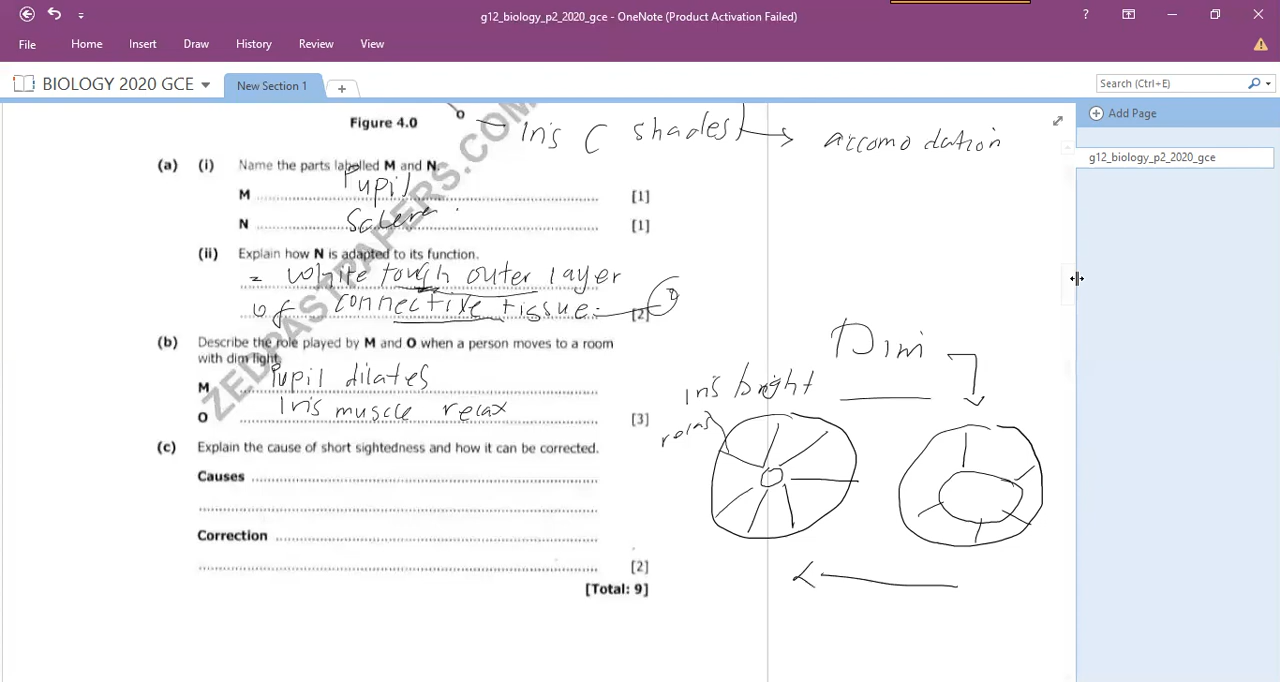 g12_biology_p2_2020_gce - OneNote (Product Activation Failed)
File Home Insert Draw History Review View
BIOLOGY 2020 GCE New Section 1 +
Search (Ctrl+E)
Add Page
g12_biology_p2_2020_gce
ZEDPASTPAPERS.COM
Figure 4.0
o Iris ( shades) accomodation
(a) (i) Name the parts labelled M and N.
M Pupil [1]
N Sclera [1]
(ii) Explain how N is adapted to its function.
= White tough outer layer
of connective tissue. [2]
(b) Describe the role played by M and O when a person moves to a room
with dim light
M Pupil dilates
O Iris muscle relax [3]
(c) Explain the cause of short sightedness and how it can be corrected.
Causes
Correction
[2]
[Total: 9]
Dim
Iris bright
relax